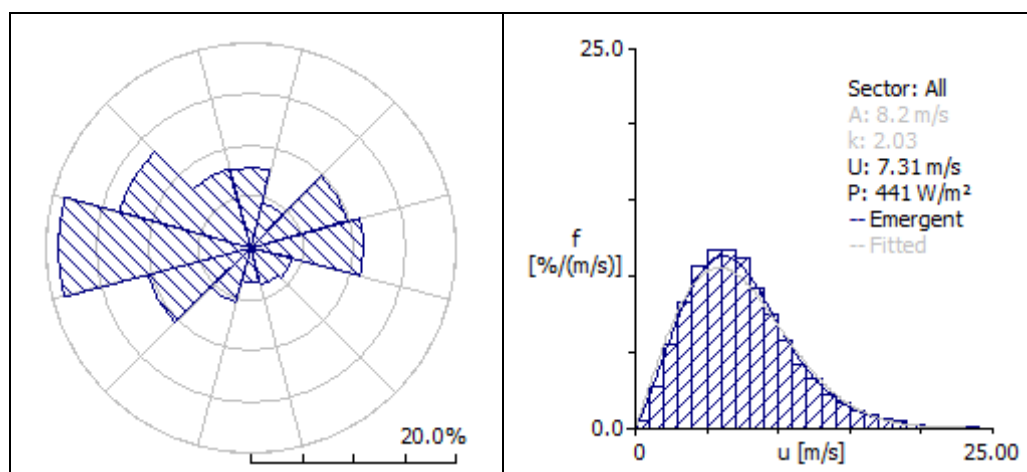 20.0%
25.0
Sector: All
A: 8.2 m/s
k: 2.03
U: 7.31 m/s
P: 441 W/m²
-- Emergent
-- Fitted
f
[%/(m/s)]
0.0
0
u [m/s]
25.00